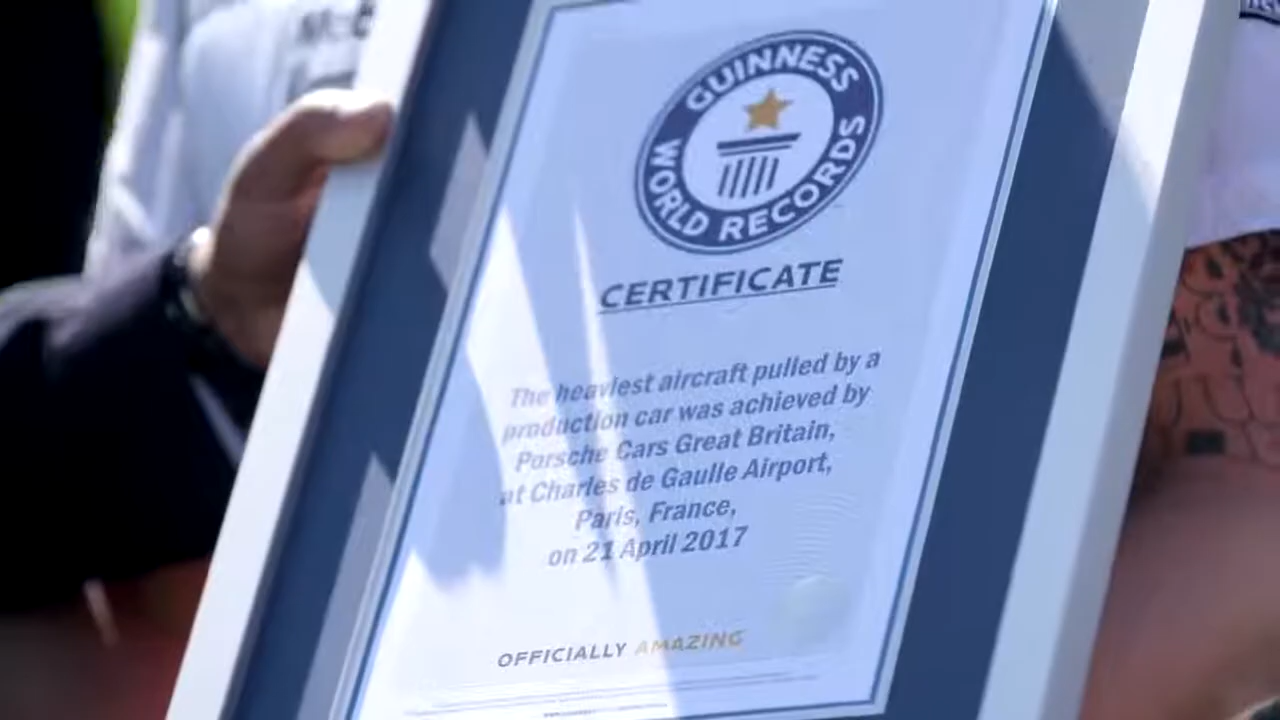 GUINNESS
WORLD RECORDS
CERTIFICATE
The heaviest aircraft pulled by a
production car was achieved by
Porsche Cars Great Britain,
at Charles de Gaulle Airport,
Paris, France,
on 21 April 2017
OFFICIALLY AMAZING